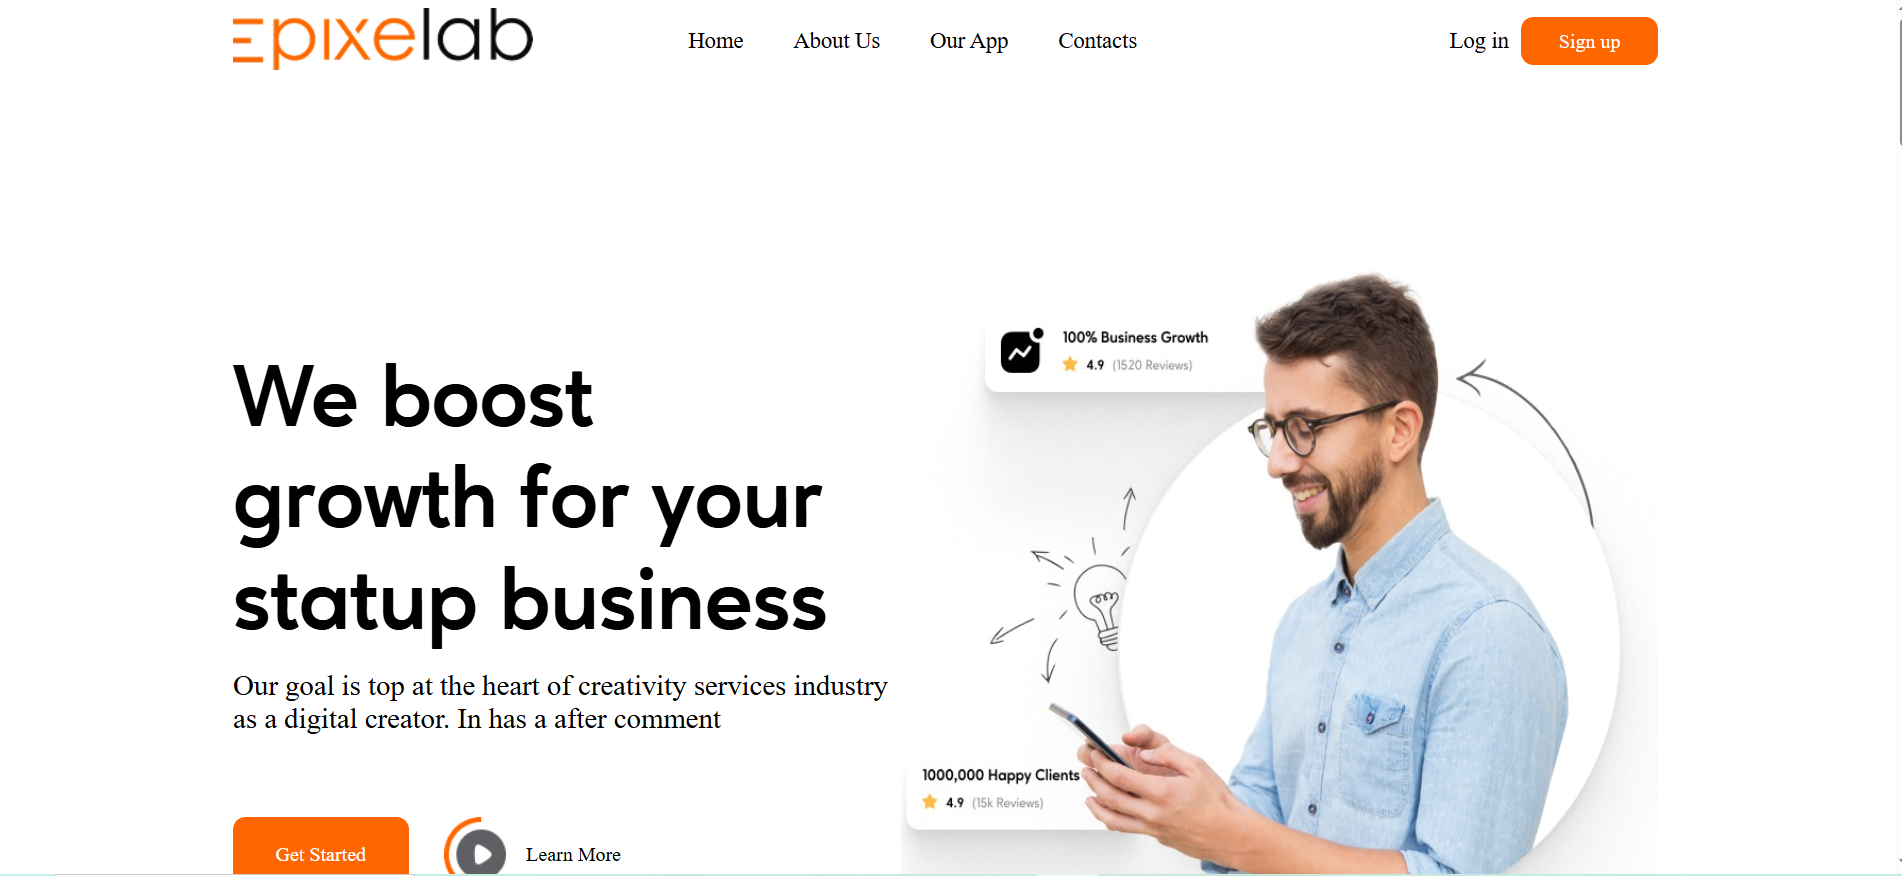 Epixelab
Home About Us Our App Contacts Log in Sign up
100% Business Growth
4.9 (1520 Reviews)
We boost
growth for your
statup business
Our goal is top at the heart of creativity services industry
as a digital creator. In has a after comment
1000,000 Happy Clients
4.9 (15k Reviews)
Get Started Learn More